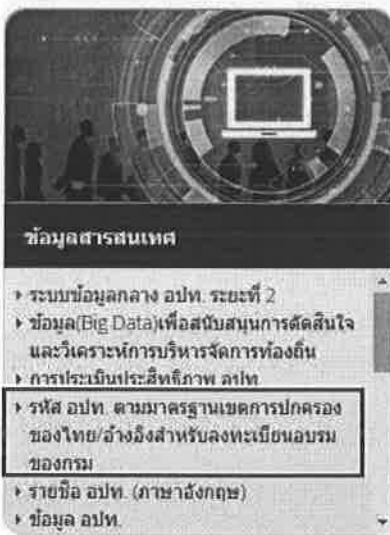 ข้อมูลสารสนเทศ
ระบบข้อมูลกลาง อปท. ระยะที่ 2
ข้อมูล(Big Data)เพื่อสนับสนุนการตัดสินใจ
และวิเคราะห์การบริหารจัดการท้องถิ่น
การประเมินประสิทธิภาพ อปท.
รหัส อปท. ตามมาตรฐานเขตการปกครอง
ของไทย/อ้างอิงสำหรับลงทะเบียนอบรม
ของกรม
รายชื่อ อปท. (ภาษาอังกฤษ)
ข้อมูล อปท.